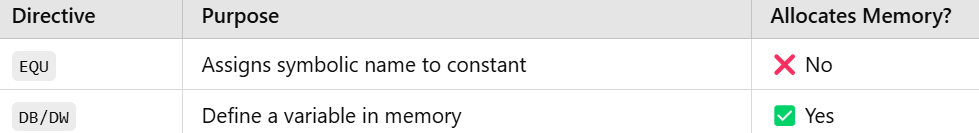 Directive Purpose Allocates Memory?
EQU Assigns symbolic name to constant ❌ No
DB/DW Define a variable in memory ✅ Yes